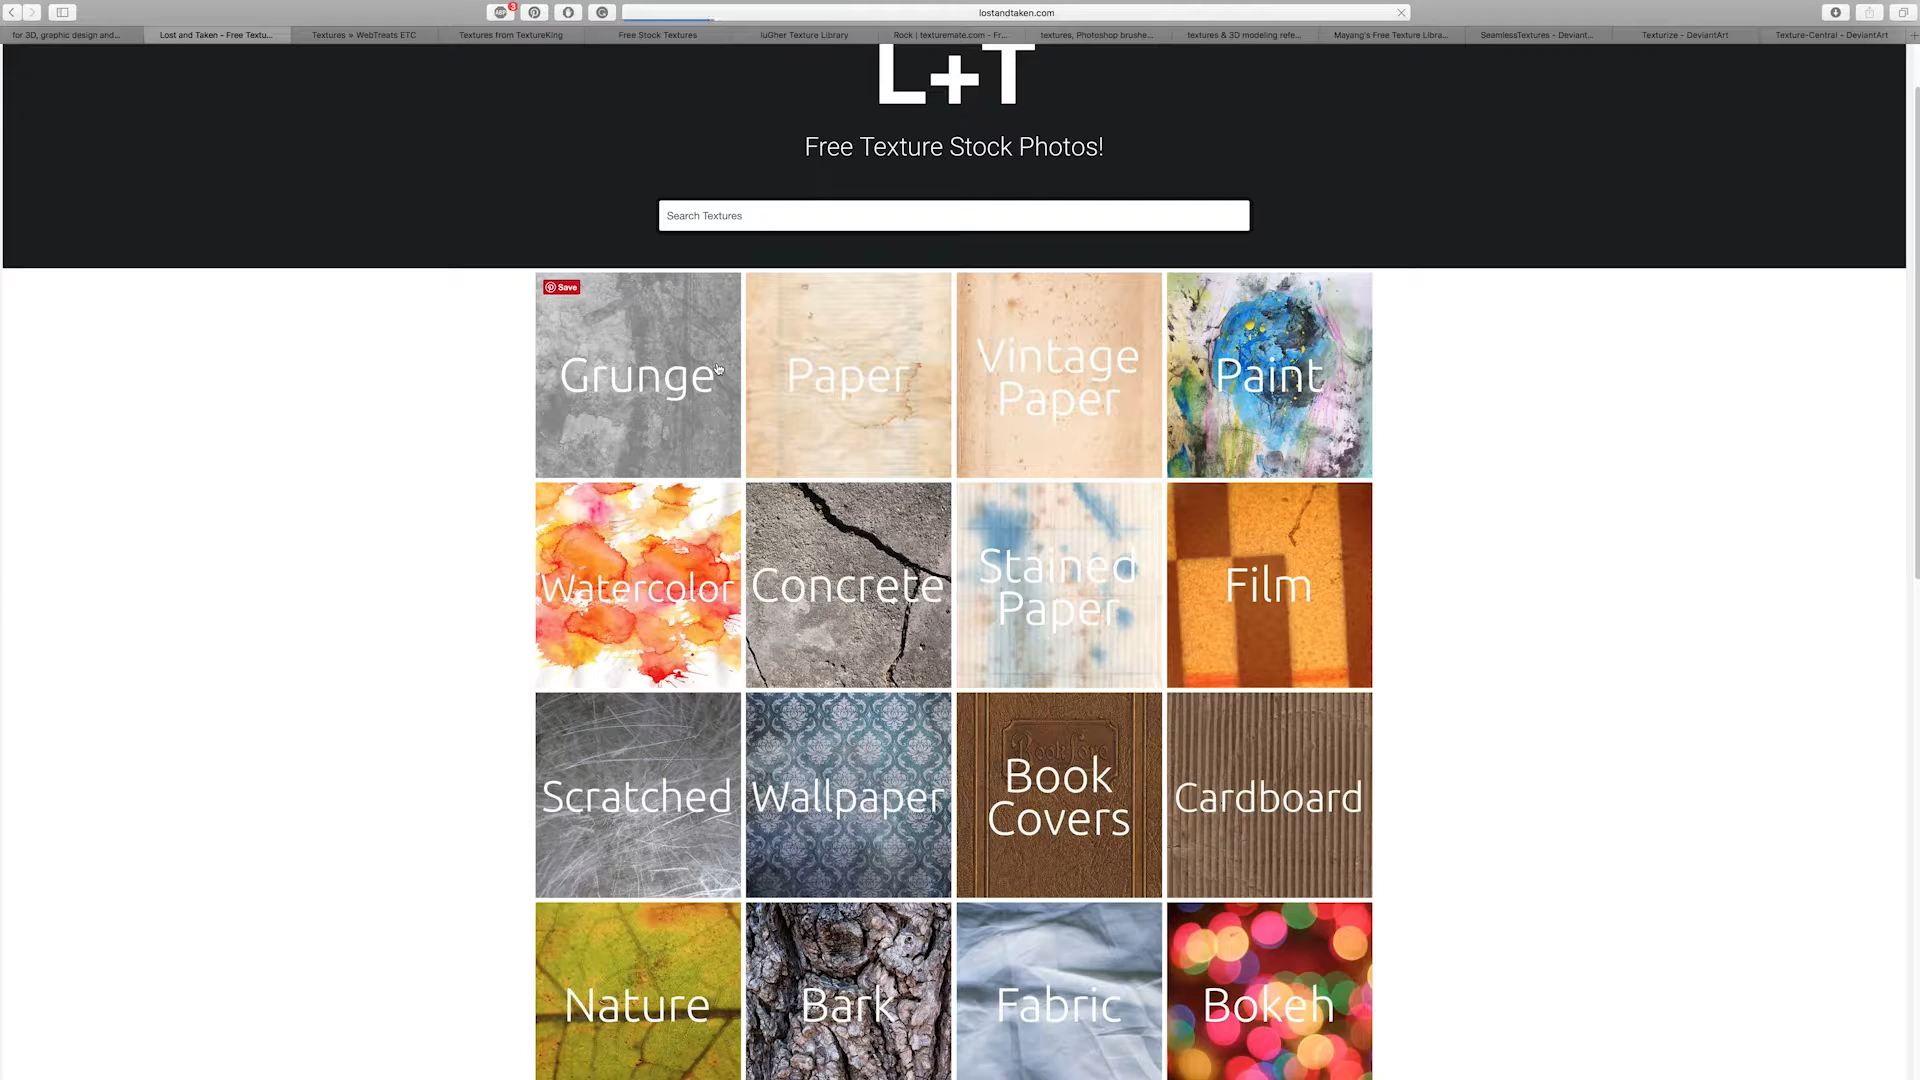 3
lostandtaken.com
for 3D, graphic design and...
Lost and Taken - Free Textu...
Textures » WebTreats ETC
Textures from TextureKing
Free Stock Textures
luGher Texture Library
Rock | texturemate.com - Fr...
textures, Photoshop brushe...
textures & 3D modeling refe...
Mayang's Free Texture Libra...
SeamlessTextures - Deviant...
Texturize - DeviantArt
Texture-Central - DeviantArt
L+T
Free Texture Stock Photos!
Search Textures
Save
Grunge
Paper
Vintage
Paper
Paint
Watercolor
Concrete
Stained
Paper
Film
Scratched
Wallpaper
Book
Covers
Cardboard
Nature
Bark
Fabric
Bokeh